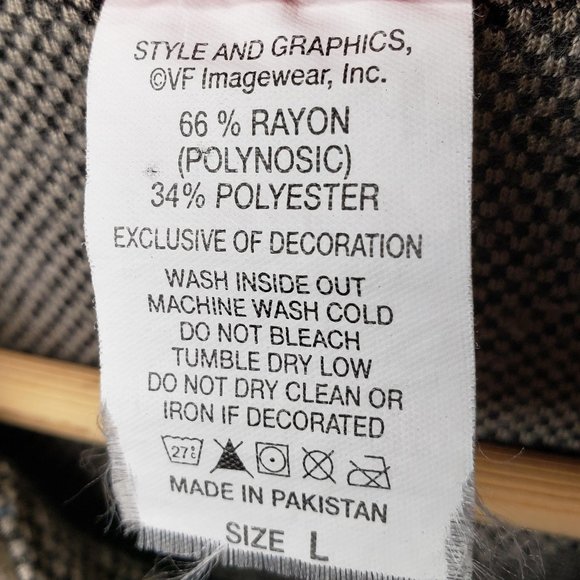 STYLE AND GRAPHICS,
©VF Imagewear, Inc.
66 % RAYON
(POLYNOSIC)
34% POLYESTER
EXCLUSIVE OF DECORATION
WASH INSIDE OUT
MACHINE WASH COLD
DO NOT BLEACH
TUMBLE DRY LOW
DO NOT DRY CLEAN OR
IRON IF DECORATED
27°
MADE IN PAKISTAN
SIZE L